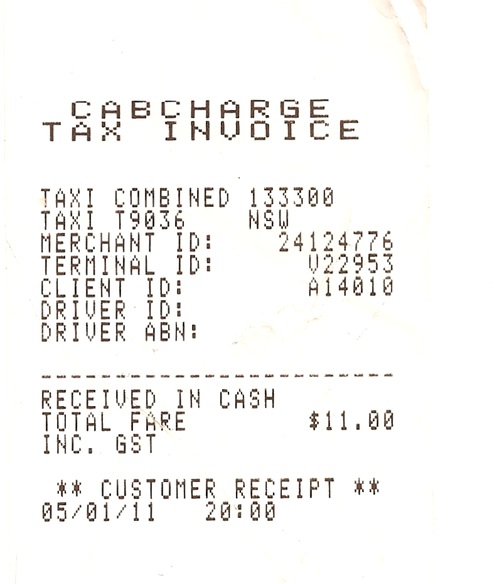 CABCHARGE
TAX INVOICE
TAXI COMBINED 133300
TAXI T9036 NSW
MERCHANT ID: 24124776
TERMINAL ID: V22953
CLIENT ID: A14010
DRIVER ID:
DRIVER ABN:
------------------------
RECEIVED IN CASH
TOTAL FARE $11.00
INC. GST
** CUSTOMER RECEIPT **
05/01/11 20:00